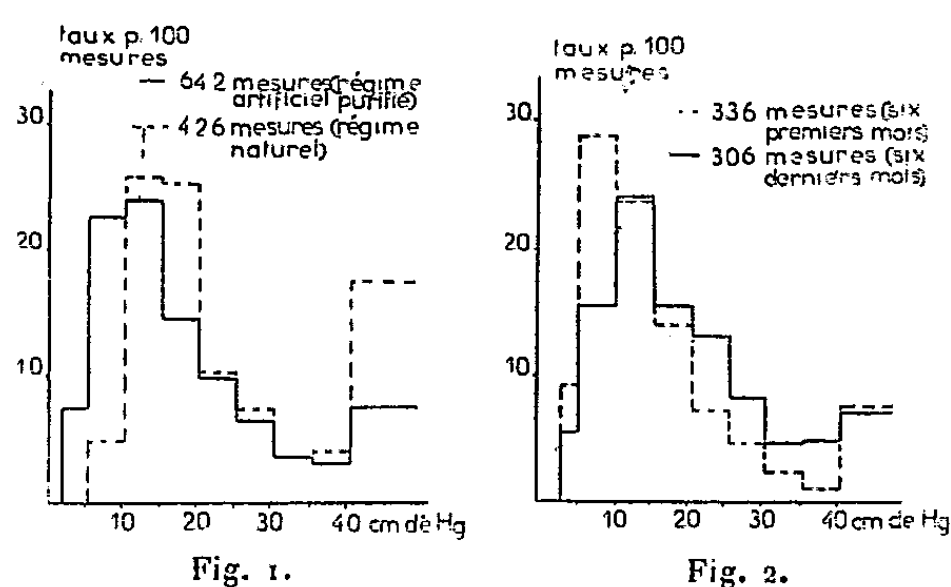 taux p. 100
mesures
— 642 mesures (régime
artificiel purifié)
--- 426 mesures (régime
naturel)
30
20
10
10 20 30 40 cm de Hg
Fig. 1.
taux p. 100
mesures
--- 336 mesures (six
premiers mois)
— 306 mesures (six
derniers mois)
30
20
10
10 20 30 40 cm de Hg
Fig. 2.